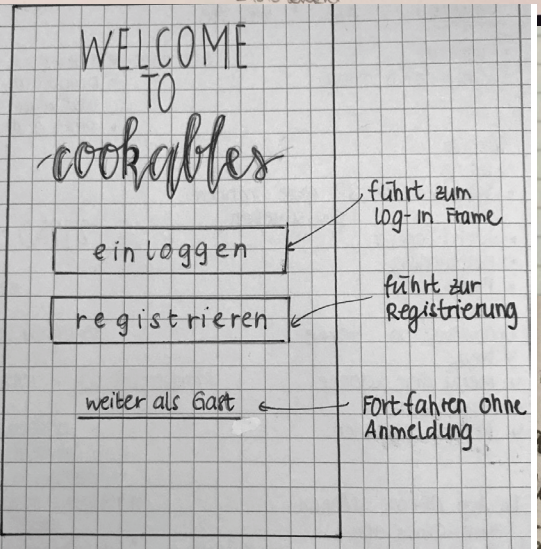 WELCOME
TO
cookables
einloggen
führt zum
log-in Frame
registrieren
führt zur
Registrierung
weiter als Gast
Fortfahren ohne
Anmeldung